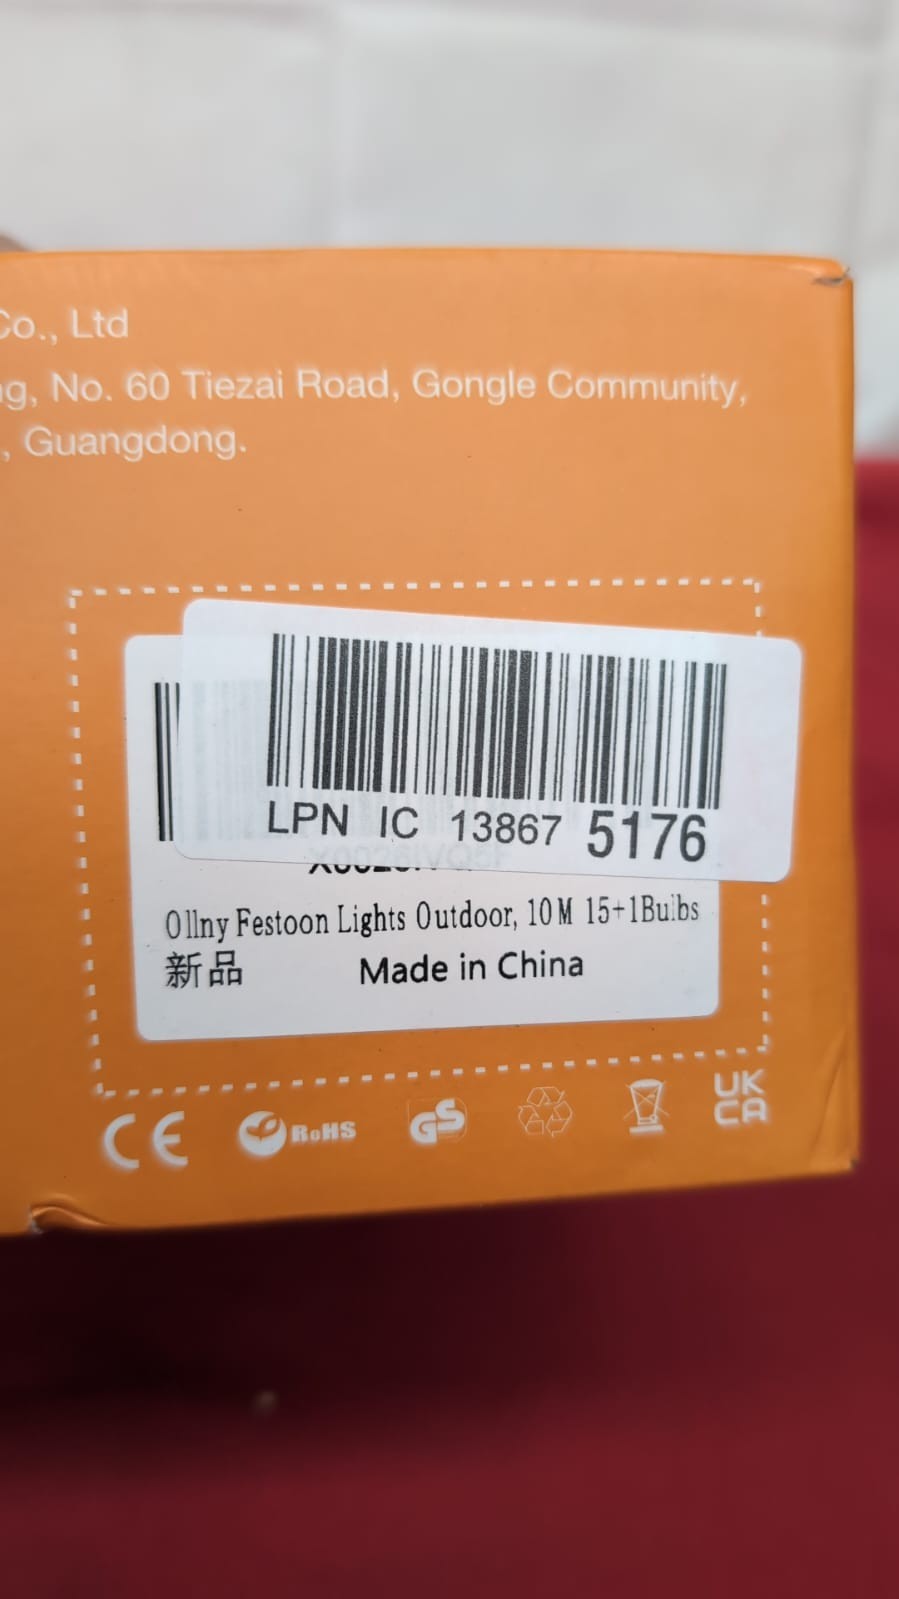 Co., Ltd
g, No. 60 Tiezai Road, Gongle Community,
, Guangdong.
LPN IC 13867 5176
Ollny Festoon Lights Outdoor, 10M 15+1Bulbs
新品 Made in China
CE RoHS GS UK
CA